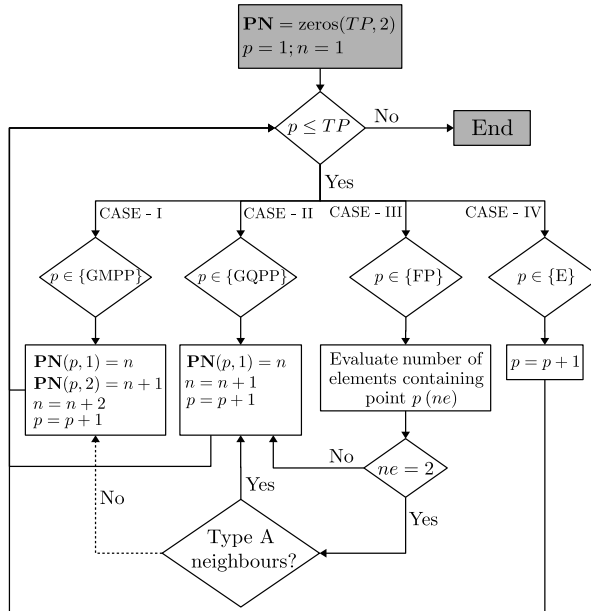 PN = zeros(TP, 2)
p = 1; n = 1
p ≤ TP
No
End
Yes
CASE - I
CASE - II
CASE - III
CASE - IV
p ∈ {GMPP}
p ∈ {GQPP}
p ∈ {FP}
p ∈ {E}
PN(p, 1) = n
PN(p, 2) = n + 1
n = n + 2
p = p + 1
PN(p, 1) = n
n = n + 1
p = p + 1
Evaluate number of
elements containing
point p (ne)
p = p + 1
No
ne = 2
Yes
No
Yes
Type A
neighbours?